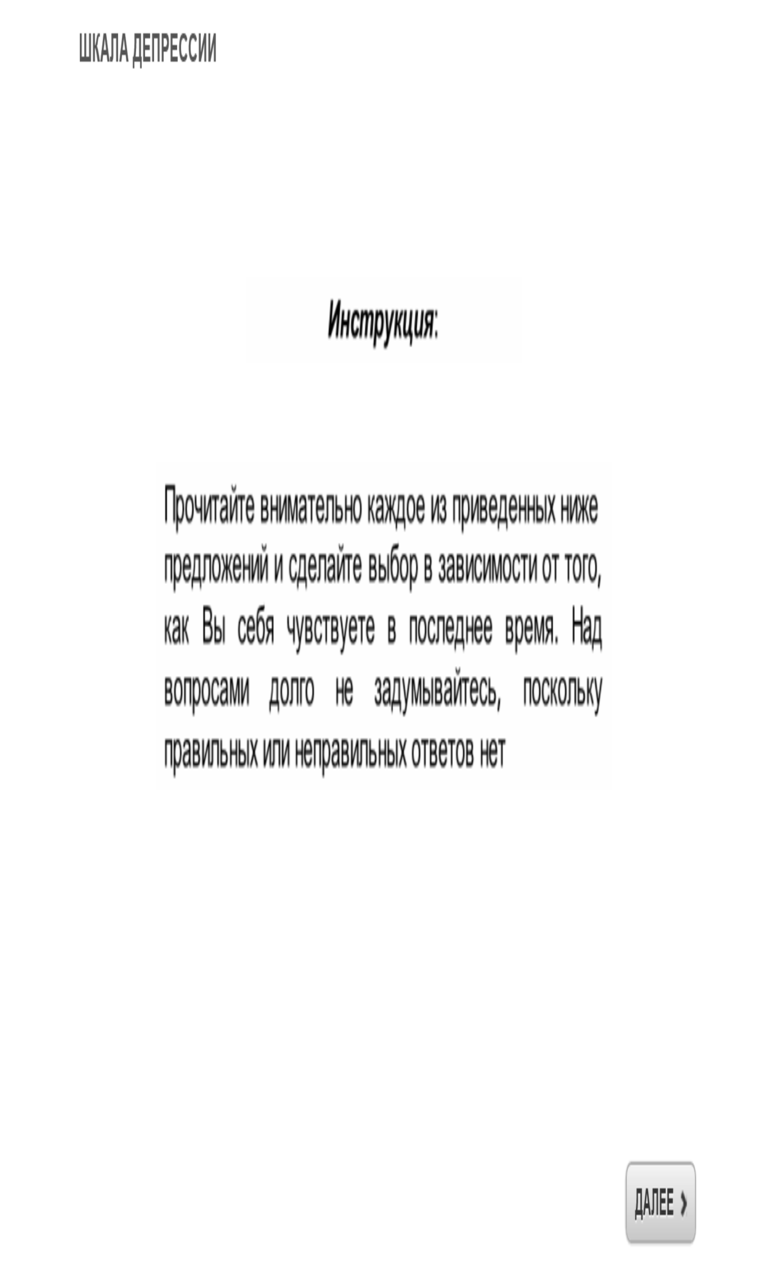 ШКАЛА ДЕПРЕССИИ
Инструкция:
Прочитайте внимательно каждое из приведенных ниже
предложений и сделайте выбор в зависимости от того,
как Вы себя чувствуете в последнее время. Над
вопросами долго не задумывайтесь, поскольку
правильных или неправильных ответов нет
ДАЛЕЕ ›